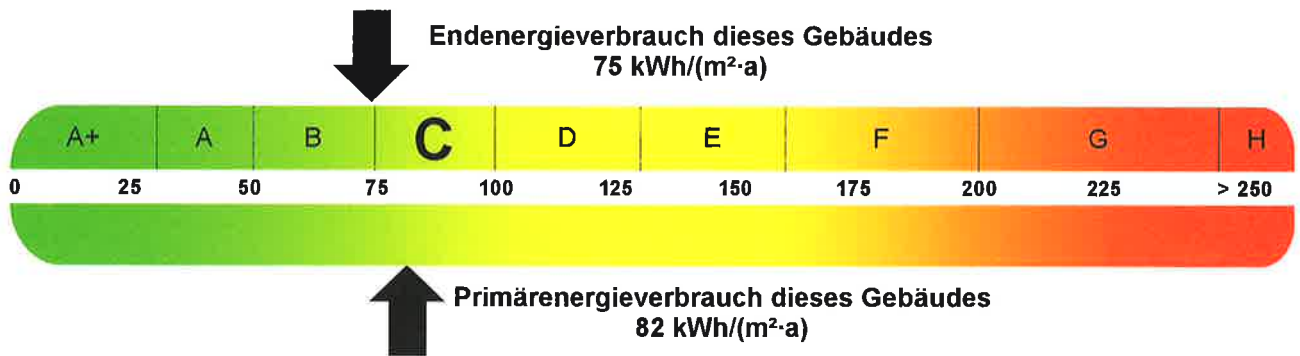 Endenergieverbrauch dieses Gebäudes
75 kWh/(m²·a)
A+ A B C D E F G H
0 25 50 75 100 125 150 175 200 225 > 250
Primärenergieverbrauch dieses Gebäudes
82 kWh/(m²·a)